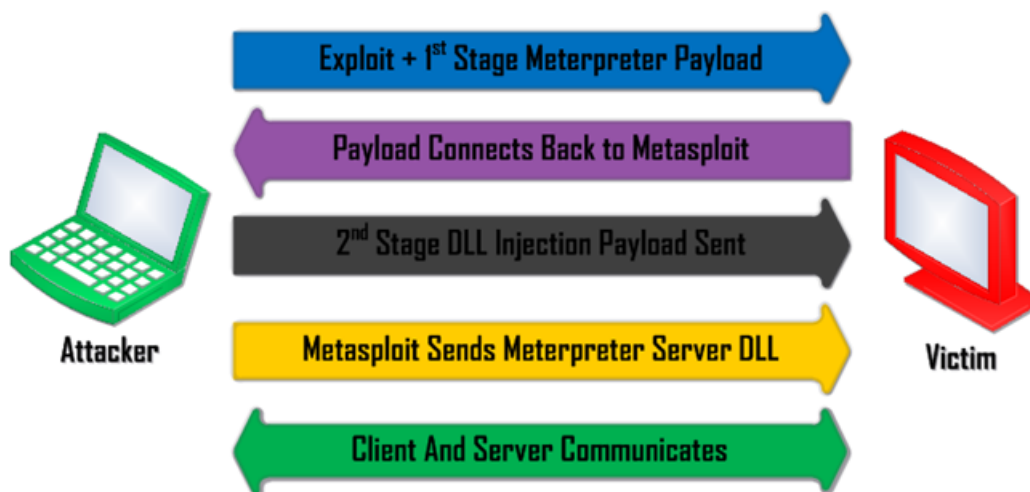 Exploit + 1st Stage Meterpreter Payload
Payload Connects Back to Metasploit
2nd Stage DLL Injection Payload Sent
Attacker
Metasploit Sends Meterpreter Server DLL
Victim
Client And Server Communicates